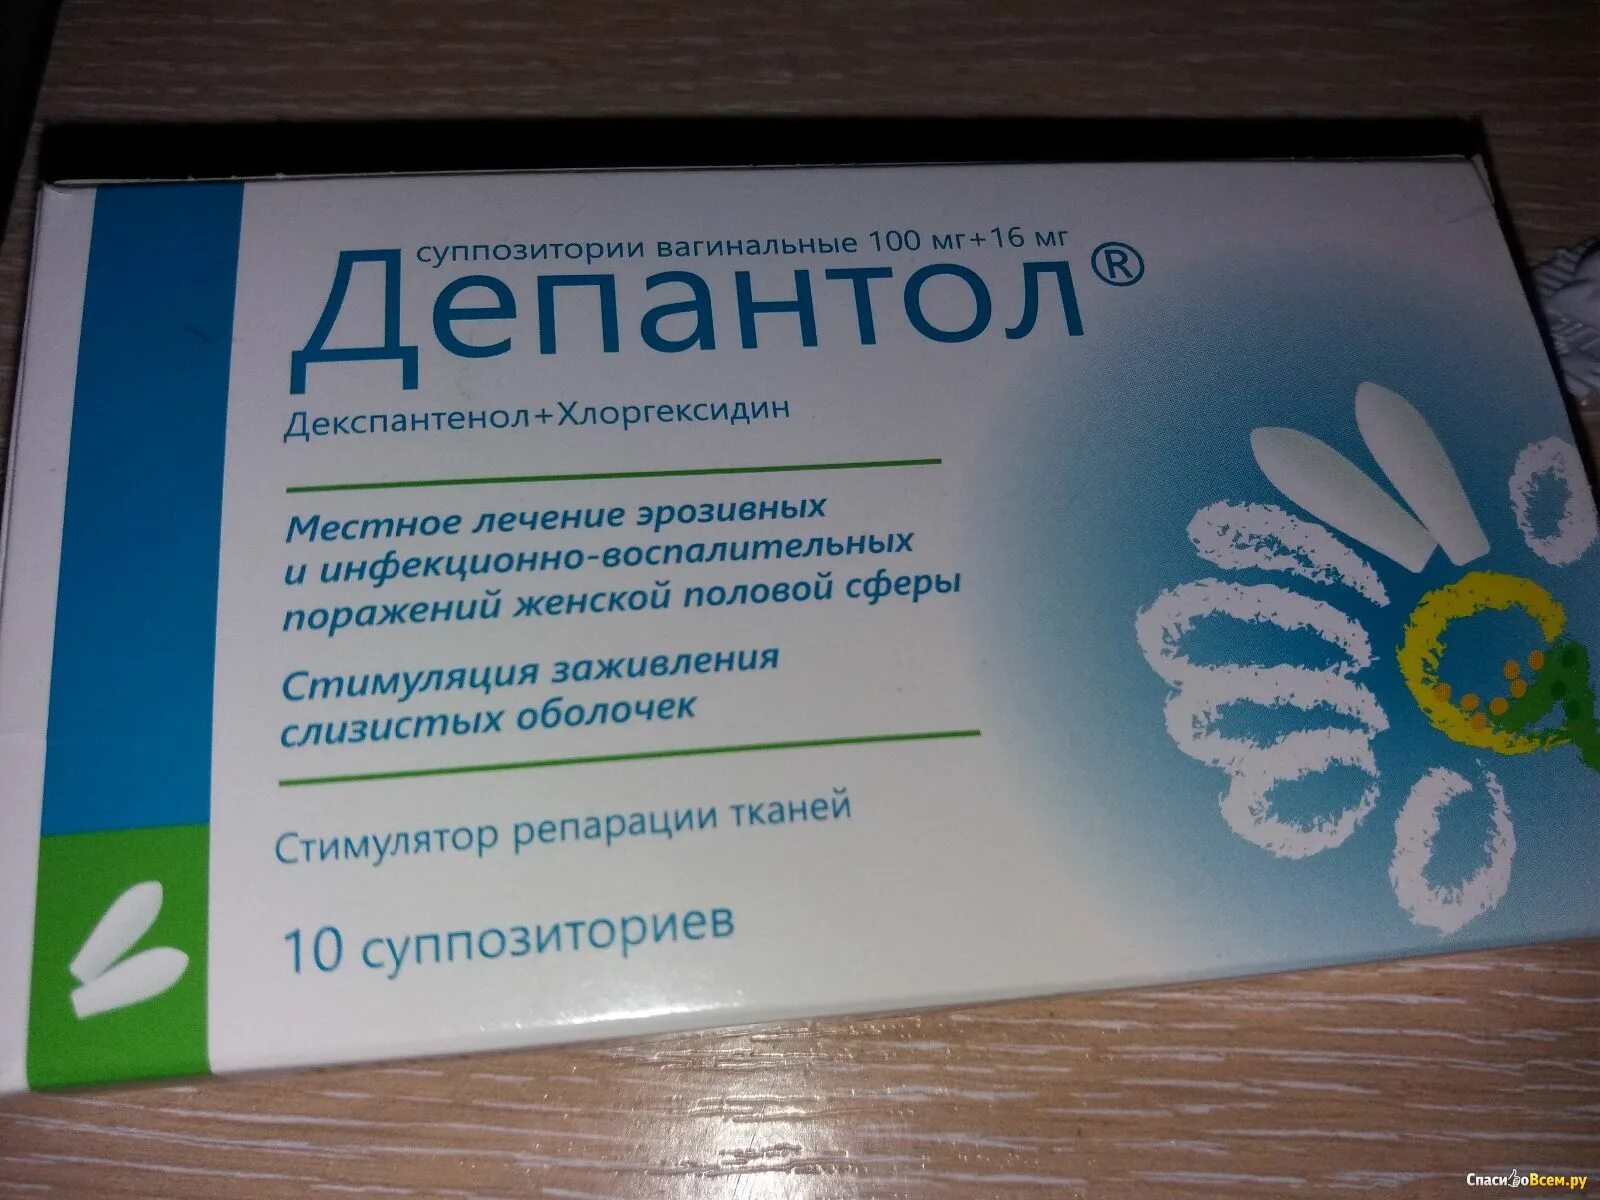 суппозитории вагинальные 100 мг+16 мг
Депантол®
Декспантенол+Хлоргексидин
Местное лечение эрозивных
и инфекционно-воспалительных
поражений женской половой сферы
Стимуляция заживления
слизистых оболочек
Стимулятор репарации тканей
10 суппозиториев
СпасибоВсем.ру